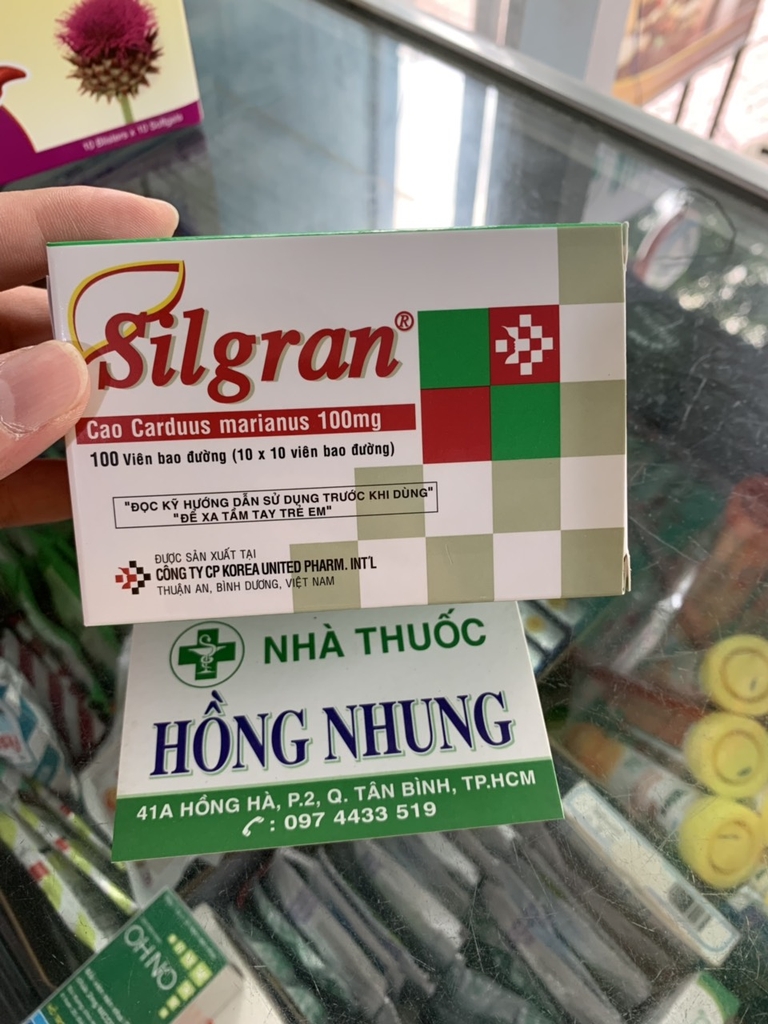 10 Blisters x 10 Softgels
Silgran®
Cao Carduus marianus 100mg
100 Viên bao đường (10 x 10 viên bao đường)
"ĐỌC KỸ HƯỚNG DẪN SỬ DỤNG TRƯỚC KHI DÙNG"
"ĐỂ XA TẦM TAY TRẺ EM"
ĐƯỢC SẢN XUẤT TẠI
CÔNG TY CP KOREA UNITED PHARM. INT'L
THUẬN AN, BÌNH DƯƠNG, VIỆT NAM
NHÀ THUỐC
HỒNG NHUNG
41A HỒNG HÀ, P.2, Q. TÂN BÌNH, TP.HCM
: 097 4433 519